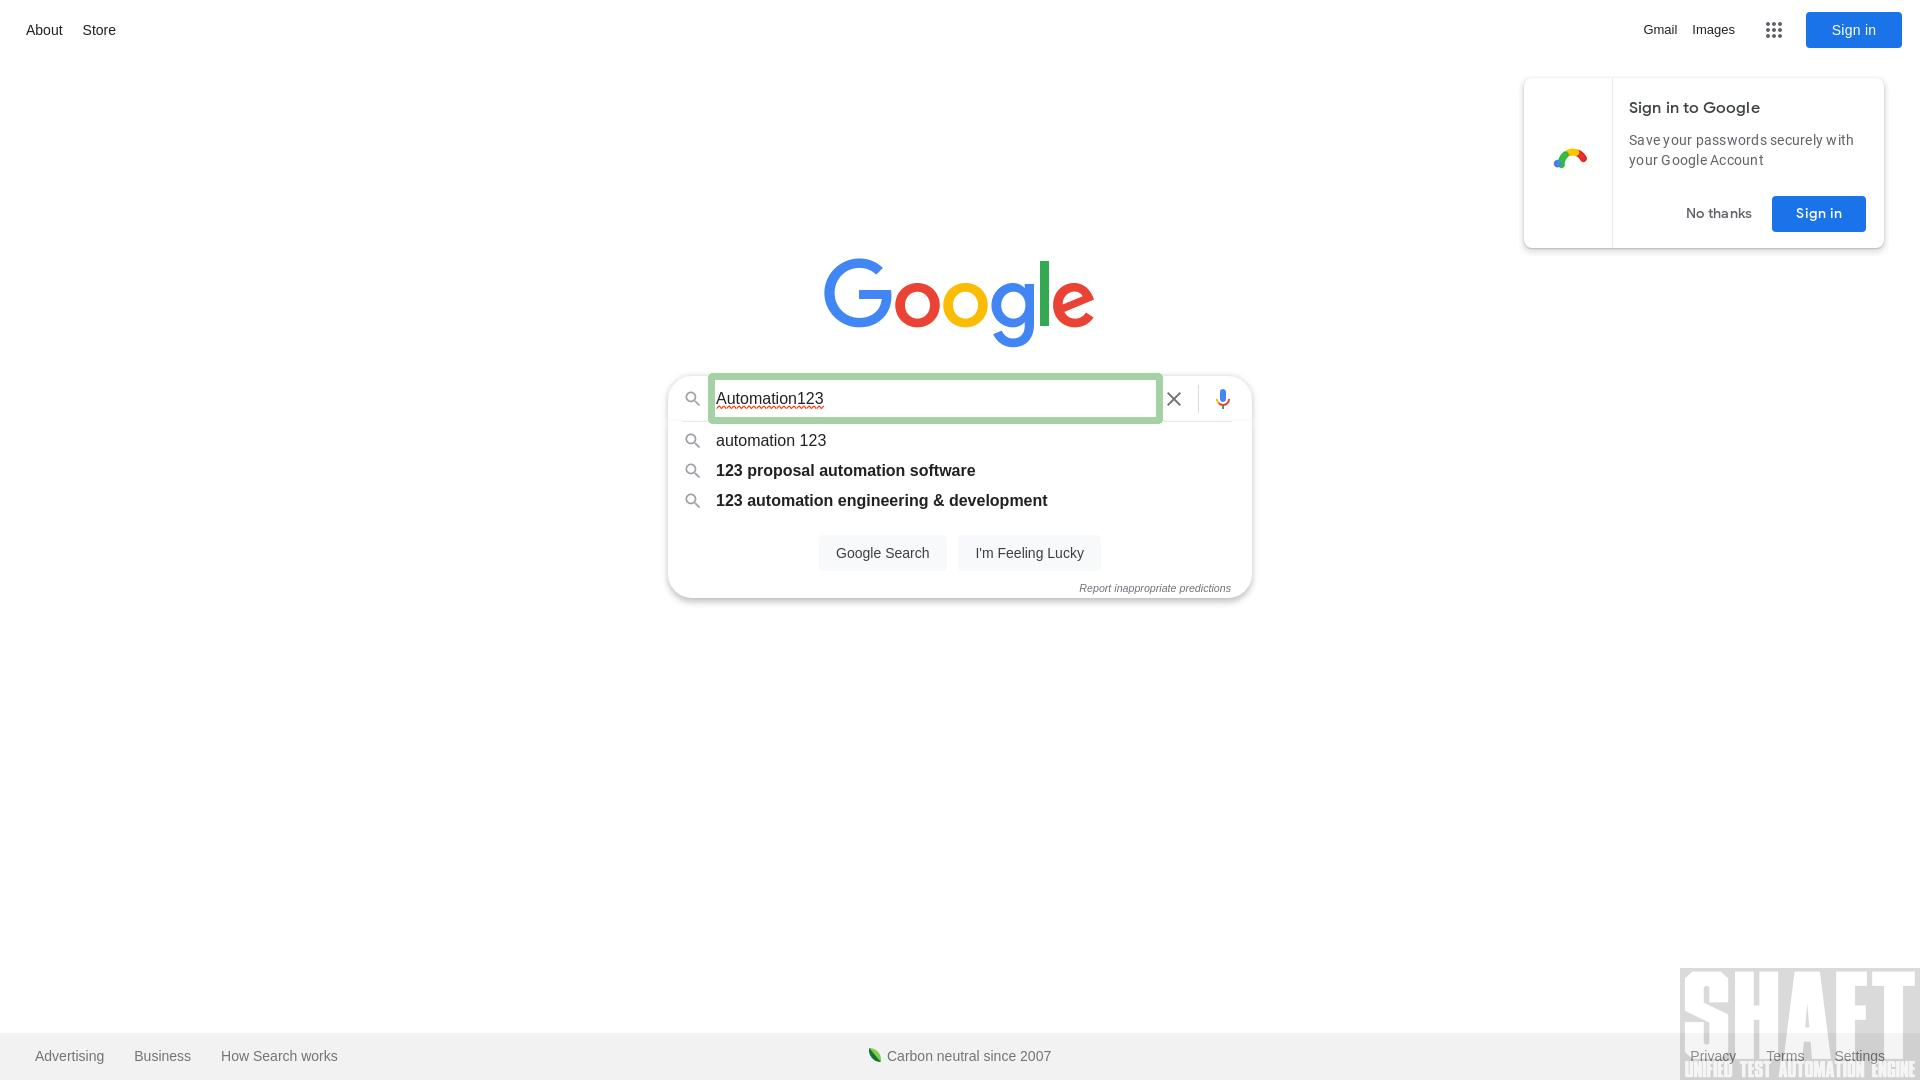 About Store
Gmail Images Sign in
Sign in to Google
Save your passwords securely with
your Google Account
No thanks Sign in
Google
Automation123
automation 123
123 proposal automation software
123 automation engineering & development
Google Search I'm Feeling Lucky
Report inappropriate predictions
Advertising Business How Search works
Carbon neutral since 2007
Privacy Terms Settings
SHAFT
UNIFIED TEST AUTOMATION ENGINE